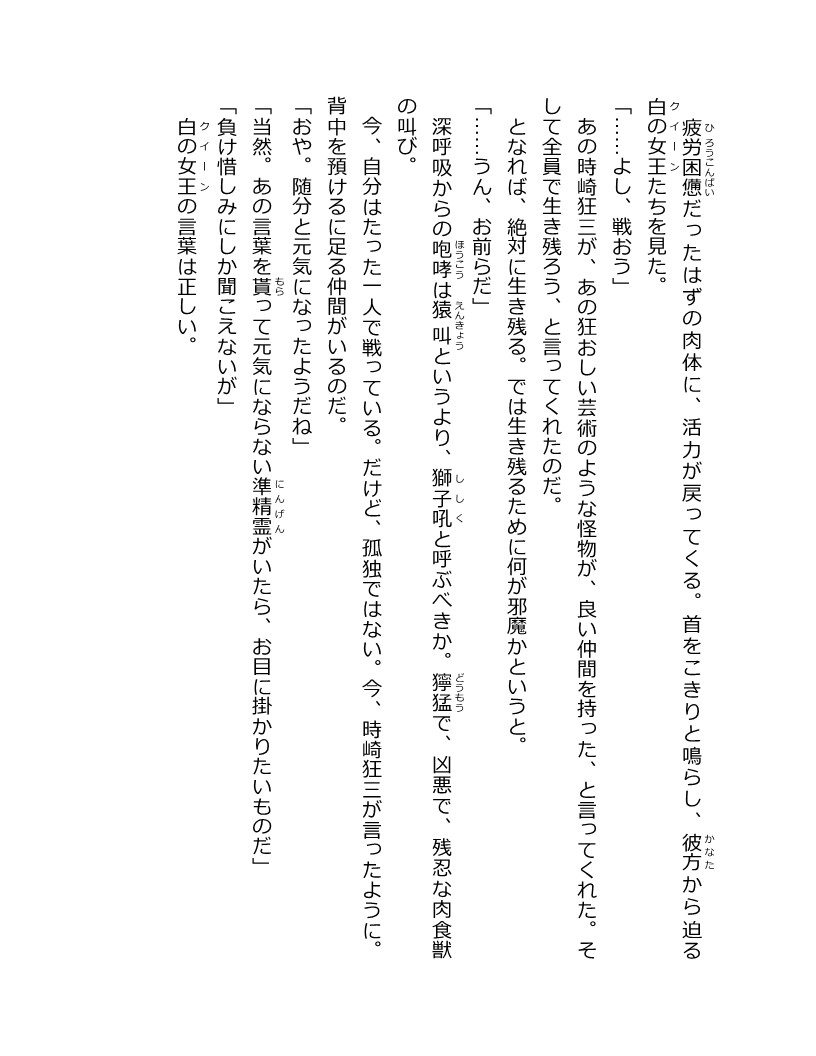 疲労困憊だったはずの肉体に、活力が戻ってくる。首をこきりと鳴らし、彼方から迫る
白の女王たちを見た。
「……よし、戦おう」
あの時崎狂三が、あの狂おしい芸術のような怪物が、良い仲間を持った、と言ってくれた。そ
して全員で生き残ろう、と言ってくれたのだ。
となれば、絶対に生き残る。では生き残るために何が邪魔かというと。
「……うん、お前らだ」
深呼吸からの咆哮は猿叫というより、獅子吼と呼ぶべきか。獰猛で、凶悪で、残忍な肉食獣
の叫び。
今、自分はたった一人で戦っている。だけど、孤独ではない。今、時崎狂三が言ったように。
背中を預けるに足る仲間がいるのだ。
「おや。随分と元気になったようだね」
「当然。あの言葉を貰って元気にならない準精霊がいたら、お目に掛かりたいものだ」
「負け惜しみにしか聞こえないが」
白の女王の言葉は正しい。